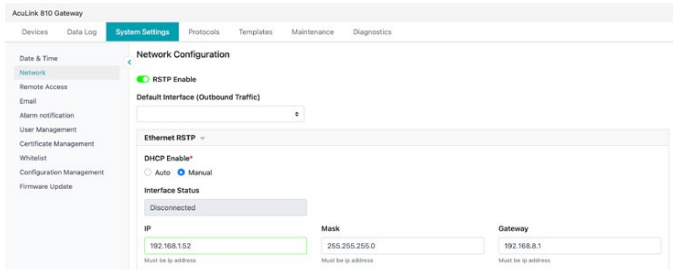 AcuLink 810 Gateway
Devices Data Log System Settings Protocols Templates Maintenance Diagnostics
Date & Time
Network
Remote Access
Email
Alarm notification
User Management
Certificate Management
Whitelist
Configuration Management
Firmware Update
Network Configuration
RSTP Enable
Default Interface (Outbound Traffic)
Ethernet RSTP
DHCP Enable*
Auto Manual
Interface Status
Disconnected
IP Mask Gateway
192.168.1.52 255.255.255.0 192.168.8.1
Must be ip address Must be ip address Must be ip address